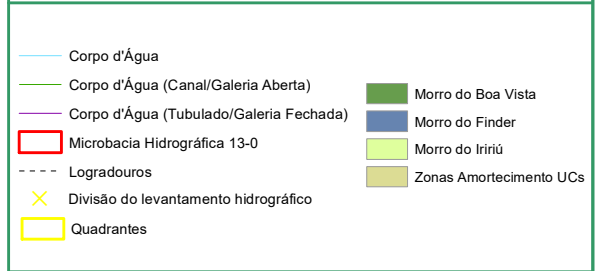 Corpo d'Água
Corpo d'Água (Canal/Galeria Aberta)
Corpo d'Água (Tubulado/Galeria Fechada)
Microbacia Hidrográfica 13-0
Logradouros
Divisão do levantamento hidrográfico
Quadrantes
Morro do Boa Vista
Morro do Finder
Morro do Iririú
Zonas Amortecimento UCs